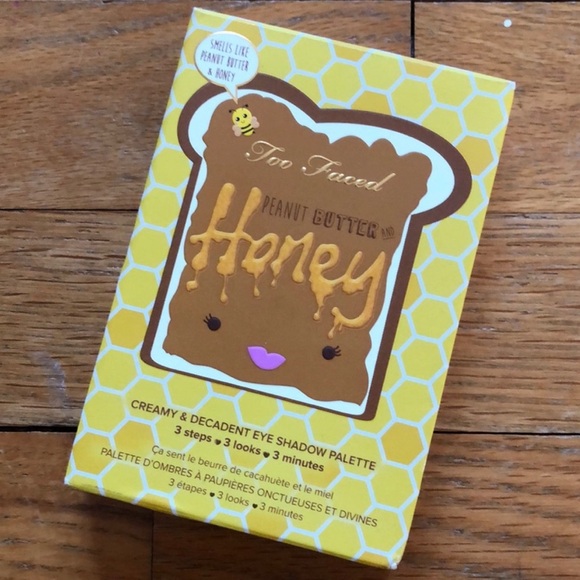 SMELLS LIKE
PEANUT BUTTER
& HONEY
Too Faced
PEANUT BUTTER AND
Honey
CREAMY & DECADENT EYE SHADOW PALETTE
3 steps ♥ 3 looks ♥ 3 minutes
Ça sent le beurre de cacahuète et le miel
PALETTE D'OMBRES À PAUPIÈRES ONCTUEUSES ET DIVINES
3 étapes ♥ 3 looks ♥ 3 minutes